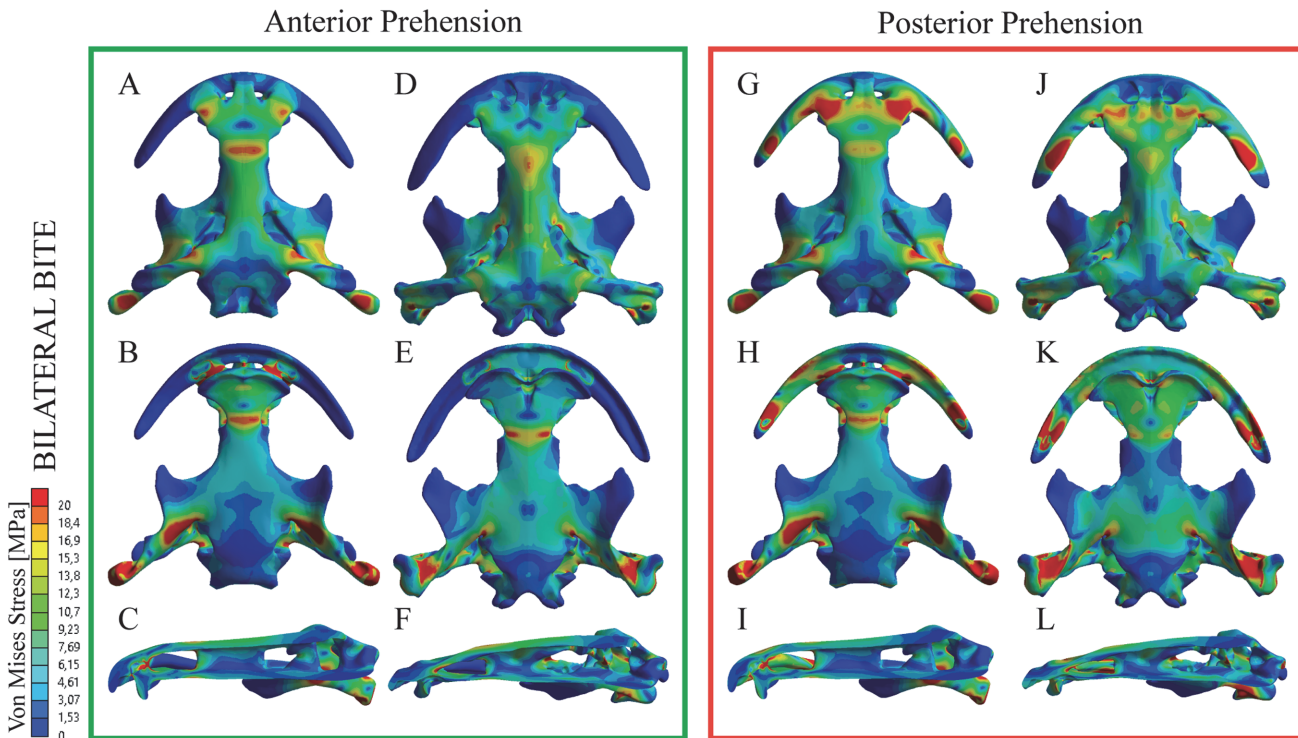 Anterior Prehension
Posterior Prehension
A
D
G
J
B
E
H
K
C
F
I
L
BILATERAL BITE
Von Mises Stress [MPa]
20
18,4
16,9
15,3
13,8
12,3
10,7
9,23
7,69
6,15
4,61
3,07
1,53
0